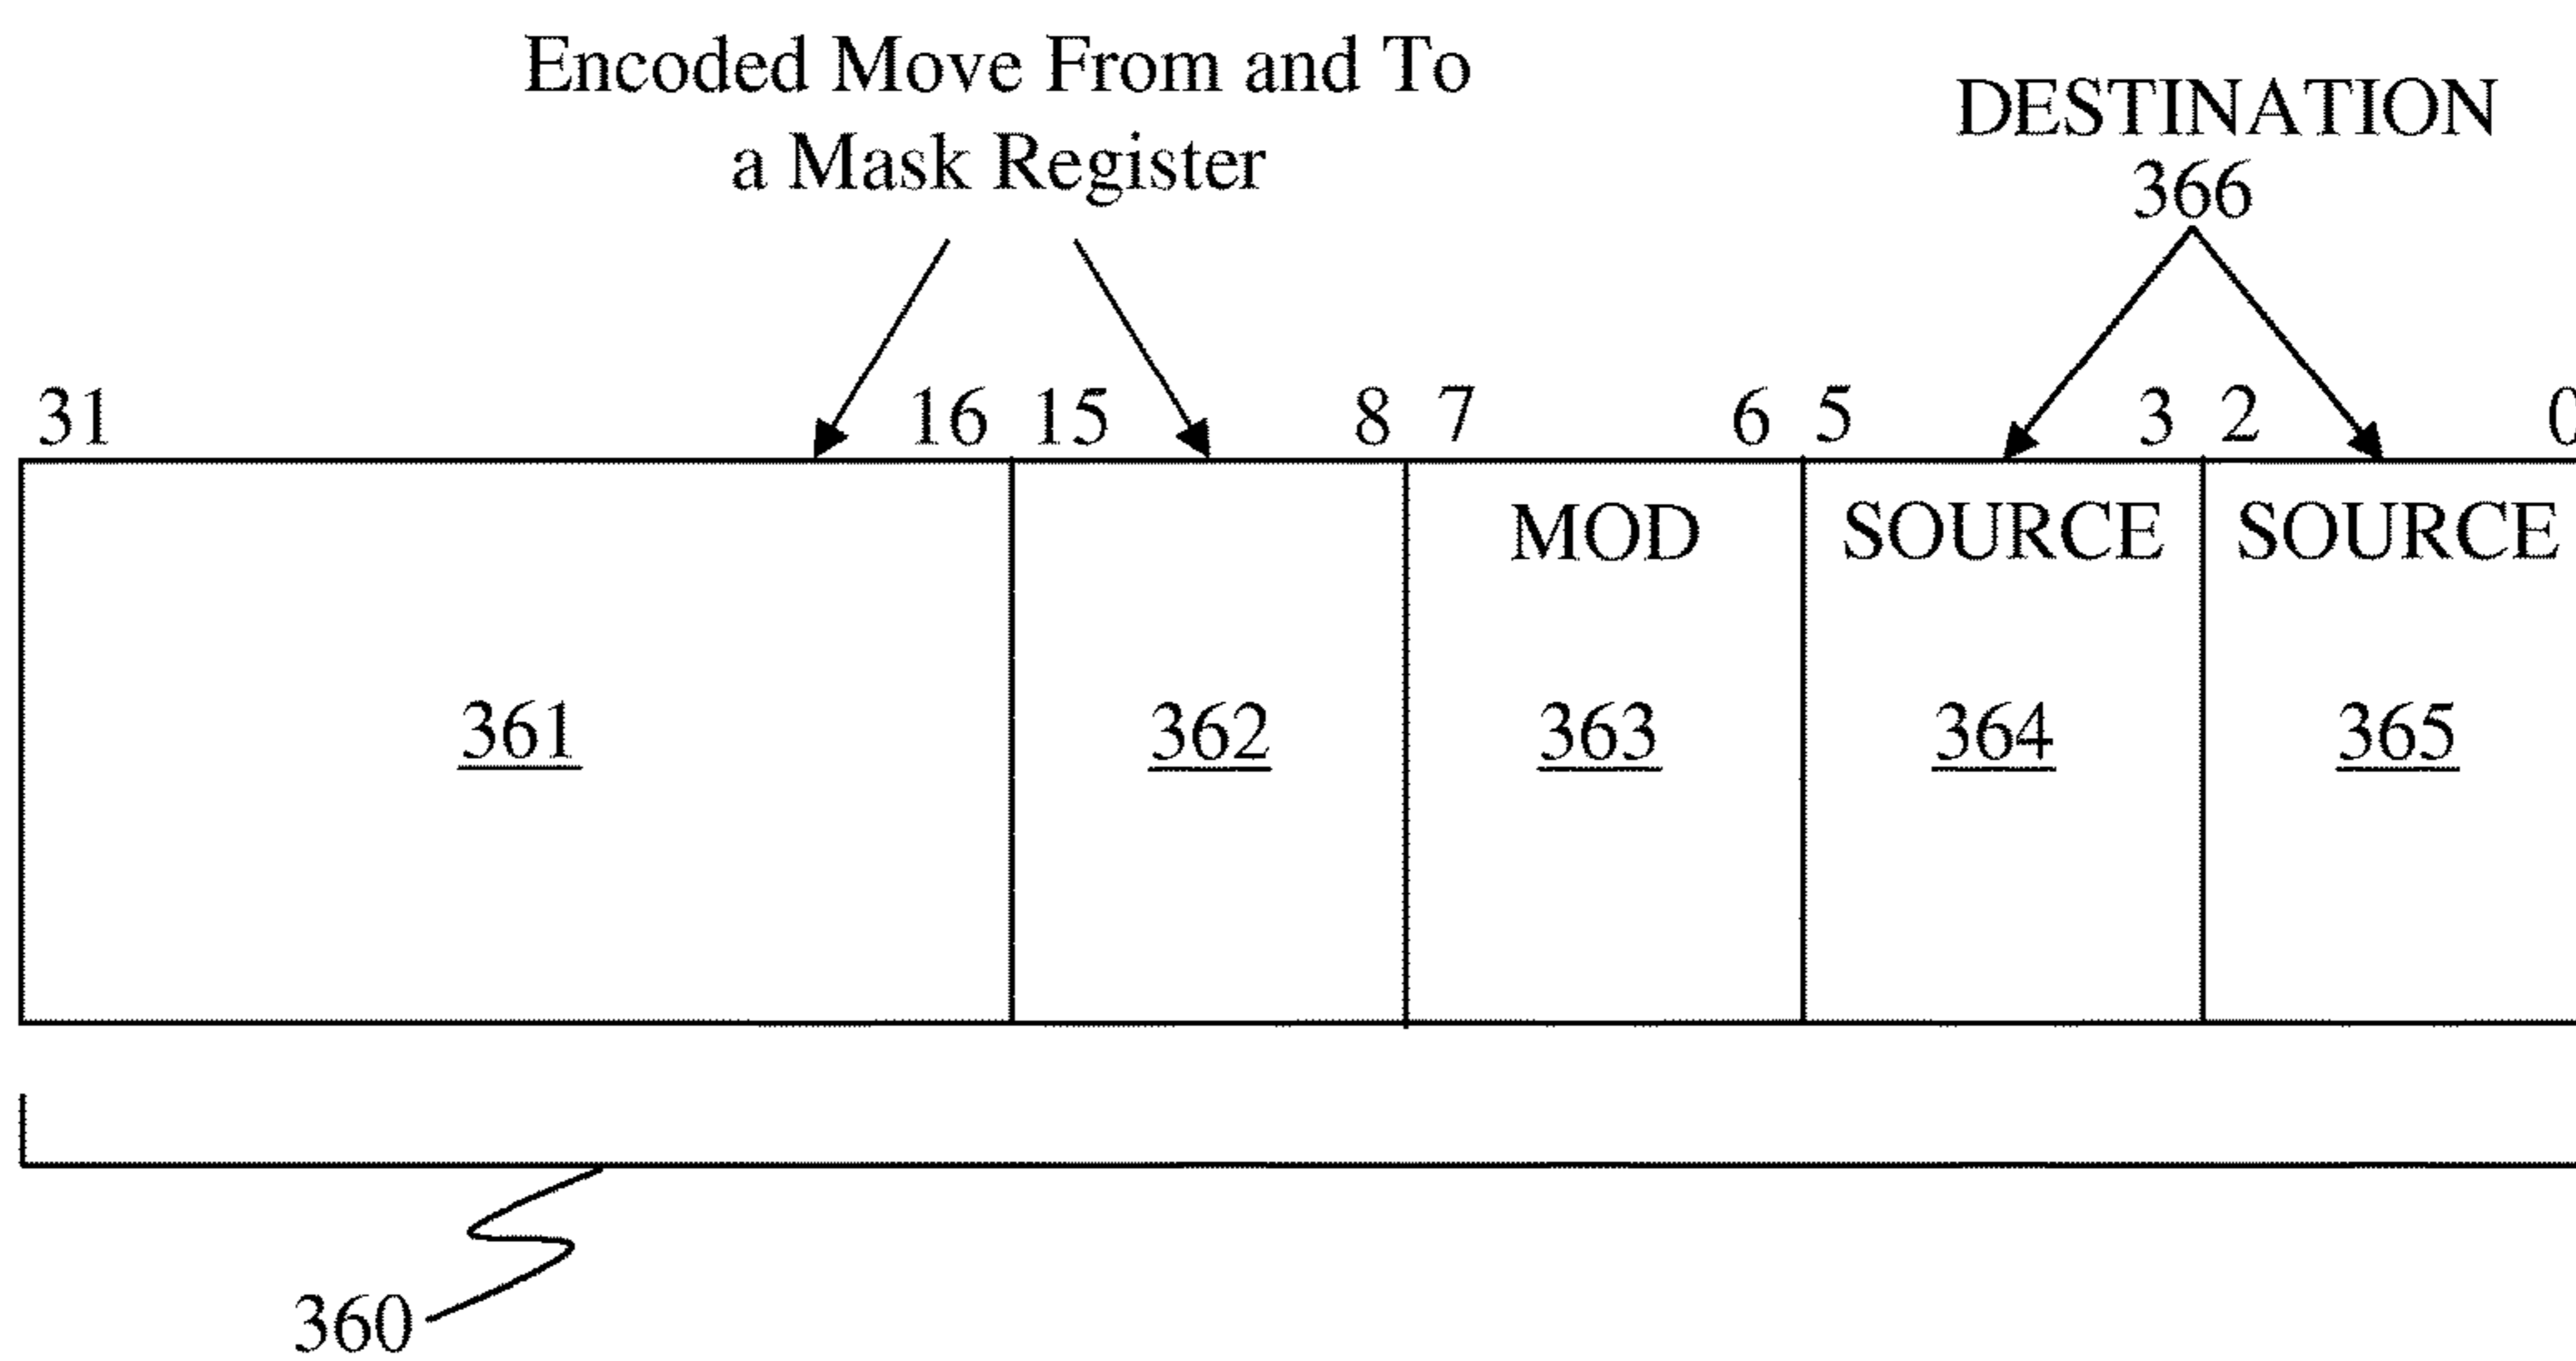 Encoded Move From and To
a Mask Register
DESTINATION
366
31 16 15 8 7 6 5 3 2 0
MOD SOURCE SOURCE
361 362 363 364 365
360